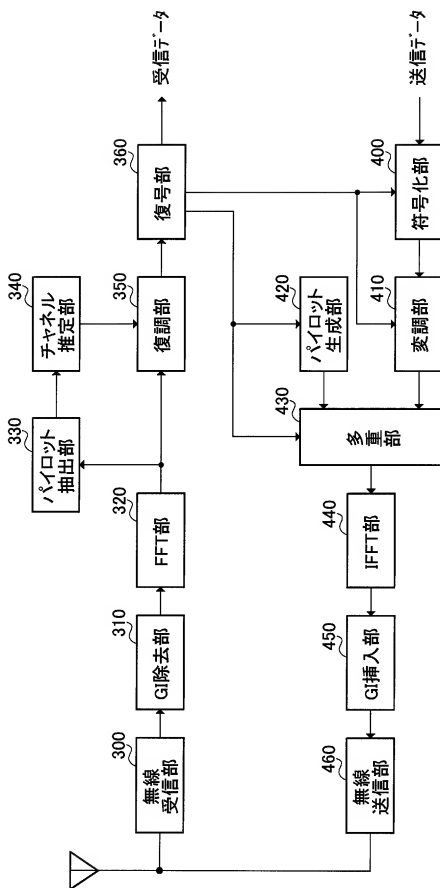 340
チャネル
推定部
330
パイロット
抽出部
300
無線
受信部
310
GI除去部
320
FFT部
350
復調部
360
復号部
受信データ
420
パイロット
生成部
430
多重部
460
無線
送信部
450
GI挿入部
440
IFFT部
410
変調部
400
符号化部
送信データ